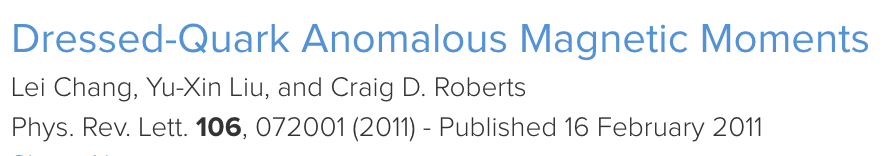 Dressed-Quark Anomalous Magnetic Moments
Lei Chang, Yu-Xin Liu, and Craig D. Roberts
Phys. Rev. Lett. 106, 072001 (2011) - Published 16 February 2011